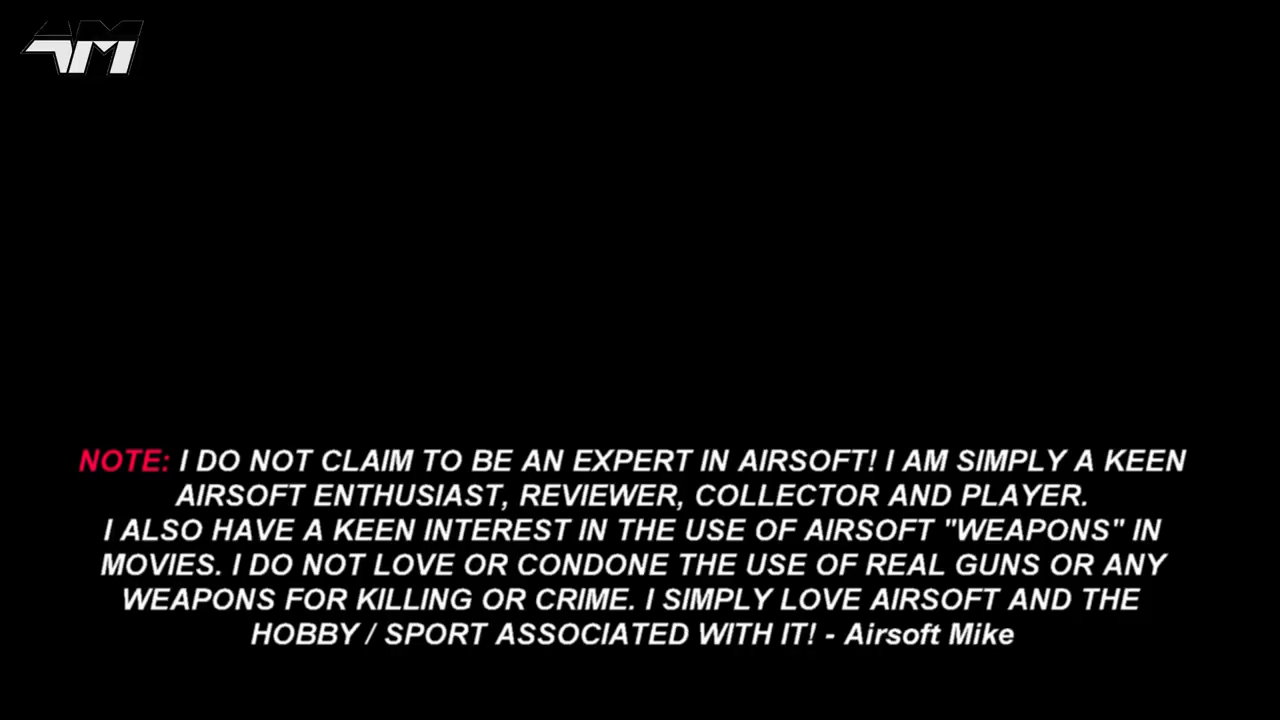 AM
NOTE: I DO NOT CLAIM TO BE AN EXPERT IN AIRSOFT! I AM SIMPLY A KEEN
AIRSOFT ENTHUSIAST, REVIEWER, COLLECTOR AND PLAYER.
I ALSO HAVE A KEEN INTEREST IN THE USE OF AIRSOFT "WEAPONS" IN
MOVIES. I DO NOT LOVE OR CONDONE THE USE OF REAL GUNS OR ANY
WEAPONS FOR KILLING OR CRIME. I SIMPLY LOVE AIRSOFT AND THE
HOBBY / SPORT ASSOCIATED WITH IT! - Airsoft Mike